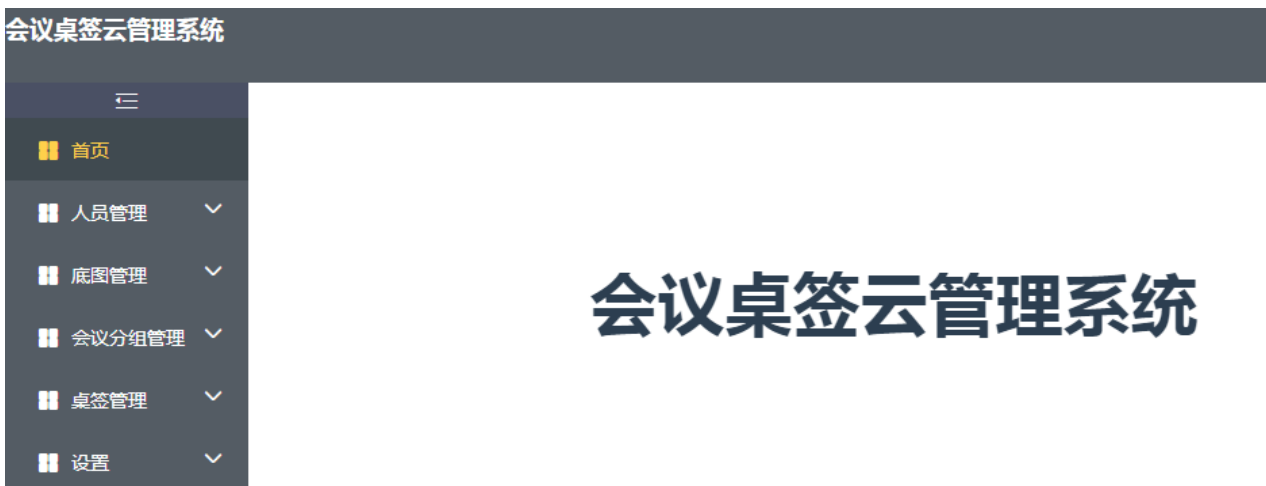 会议桌签云管理系统
首页
人员管理
底图管理
会议分组管理
桌签管理
设置
会议桌签云管理系统